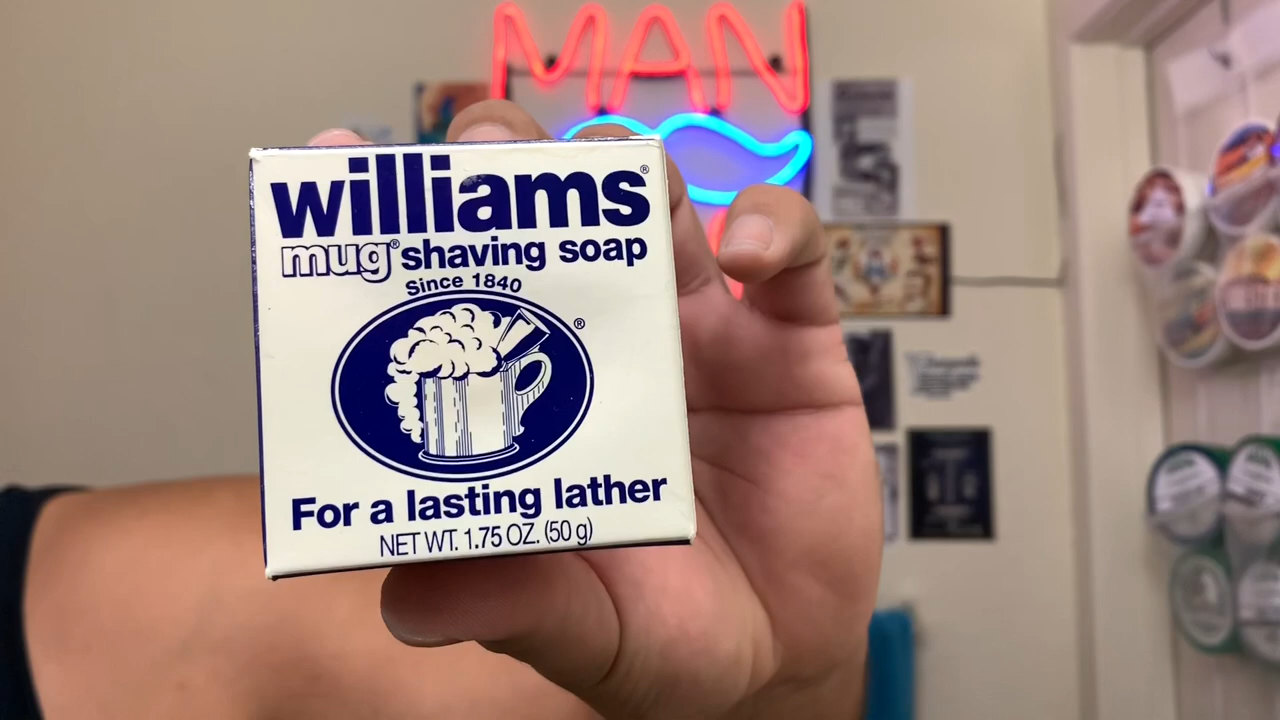 MAN
williams®
mug® shaving soap
Since 1840
®
For a lasting lather
NET WT. 1.75 OZ. (50 g)